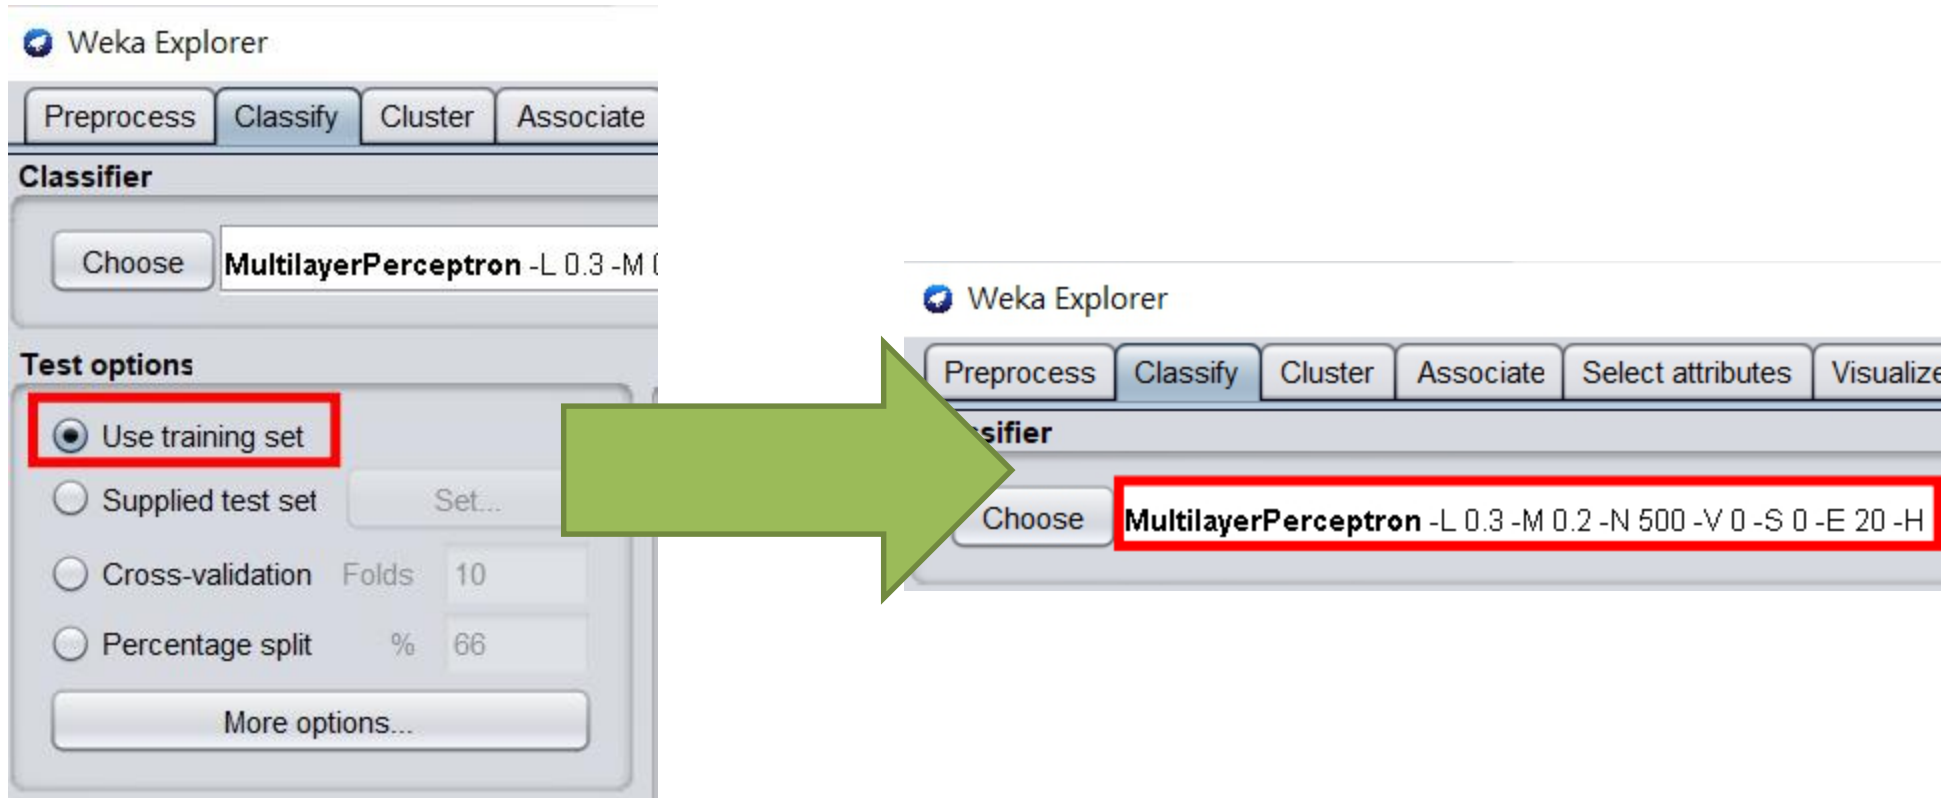 Weka Explorer
Preprocess Classify Cluster Associate
Classifier
Choose MultilayerPerceptron -L 0.3 -M
Test options
Use training set
Supplied test set Set...
Cross-validation Folds 10
Percentage split % 66
More options...
Weka Explorer
Preprocess Classify Cluster Associate Select attributes Visualize
sifier
Choose MultilayerPerceptron -L 0.3 -M 0.2 -N 500 -V 0 -S 0 -E 20 -H